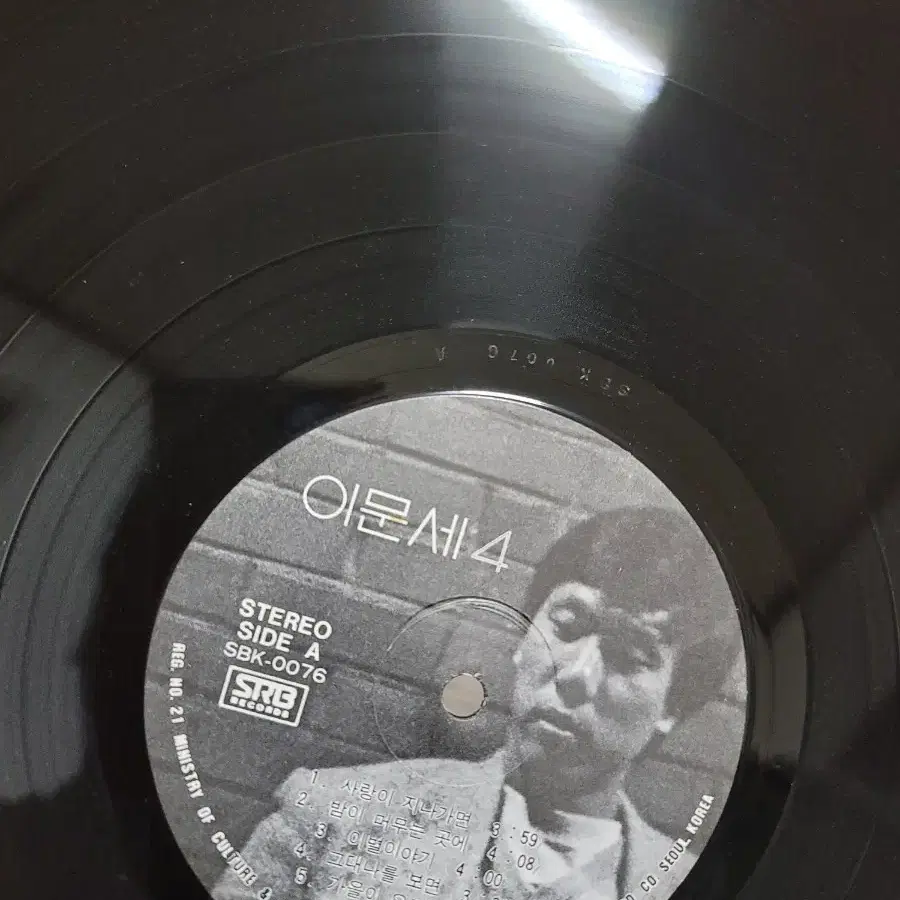 SBK 0076 A
이문세 4
STEREO
SIDE A
SBK-0076
SRB
RECORDS
1. 사랑이 지나가면 3:59
2. 밤이 머무는 곳에 4:08
3. 이별이야기 4:00
4. 그대나를 보면 3:
5. 가을이
REG. NO. 21 MINISTRY OF CULTURE &
CO SEOUL KOREA